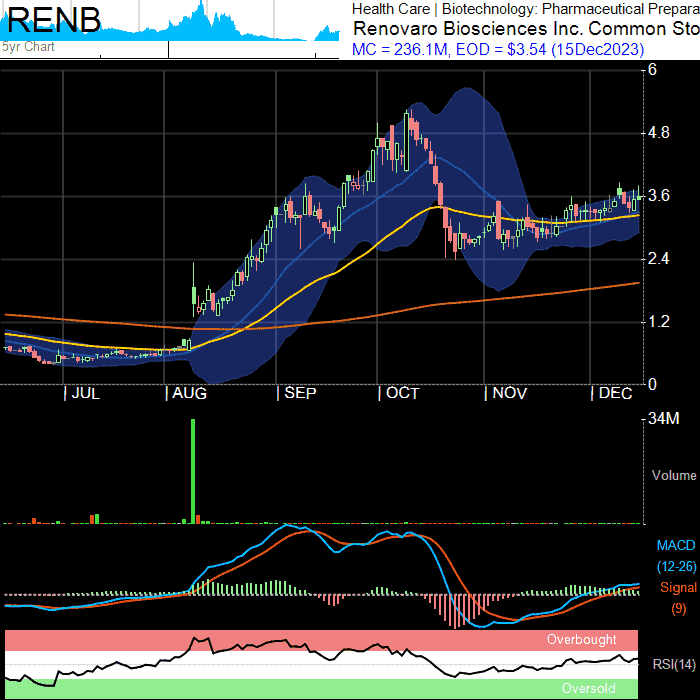 RENB
5yr Chart
Health Care | Biotechnology: Pharmaceutical Prepara
Renovaro Biosciences Inc. Common Sto
MC = 236.1M, EOD = $3.54 (15Dec2023)
6
4.8
3.6
2.4
1.2
0
| JUL | AUG | SEP | OCT | NOV | DEC
34M
Volume
MACD
(12-26)
Signal
(9)
Overbought
RSI(14)
Oversold